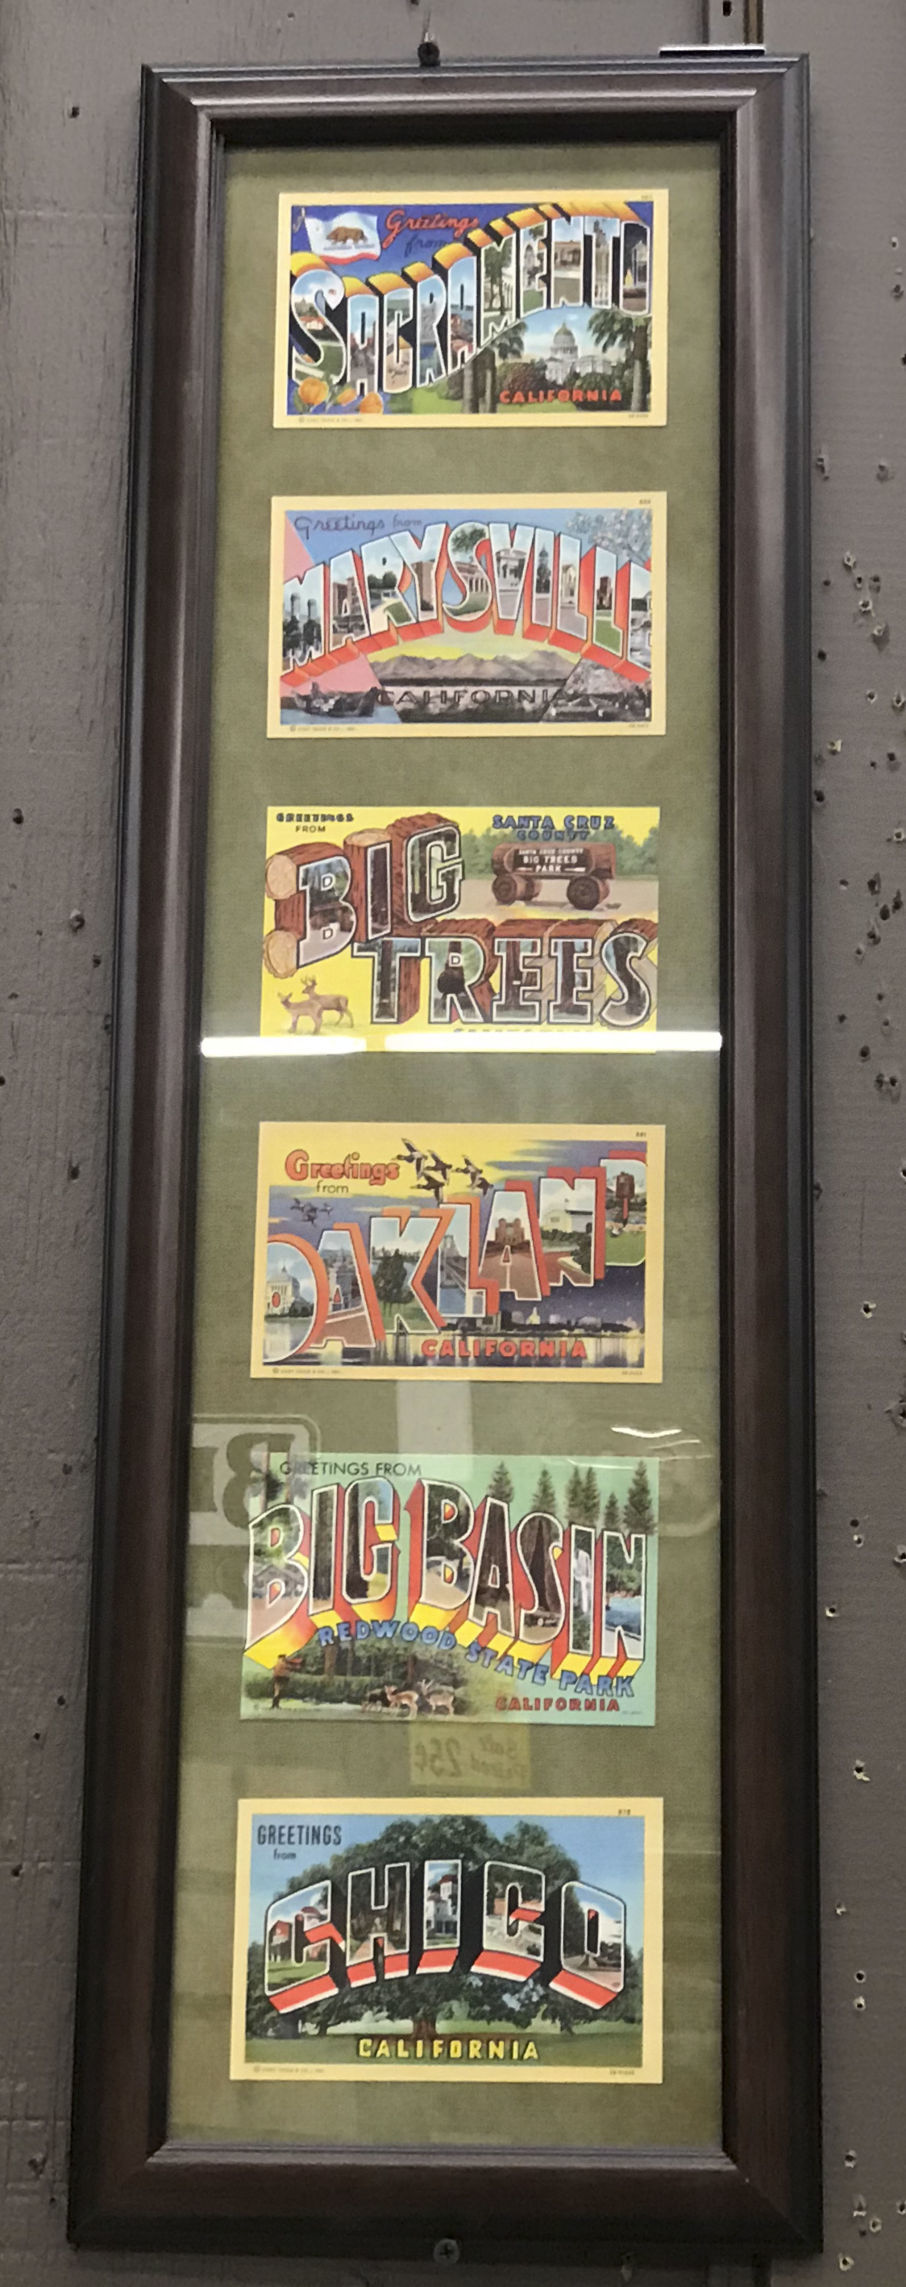 Greetings
from
SACRAMENTO
CALIFORNIA
Greetings from
MARYSVILLE
CALIFORNIA
GREETINGS
FROM
SANTA CRUZ
COUNTY
SANTA CRUZ COUNTY
BIG TREES
PARK
BIG
TREES
Greetings
from
OAKLAND
CALIFORNIA
GREETINGS FROM
BIG BASIN
REDWOOD STATE PARK
CALIFORNIA
25¢
GREETINGS
from
CHICO
CALIFORNIA